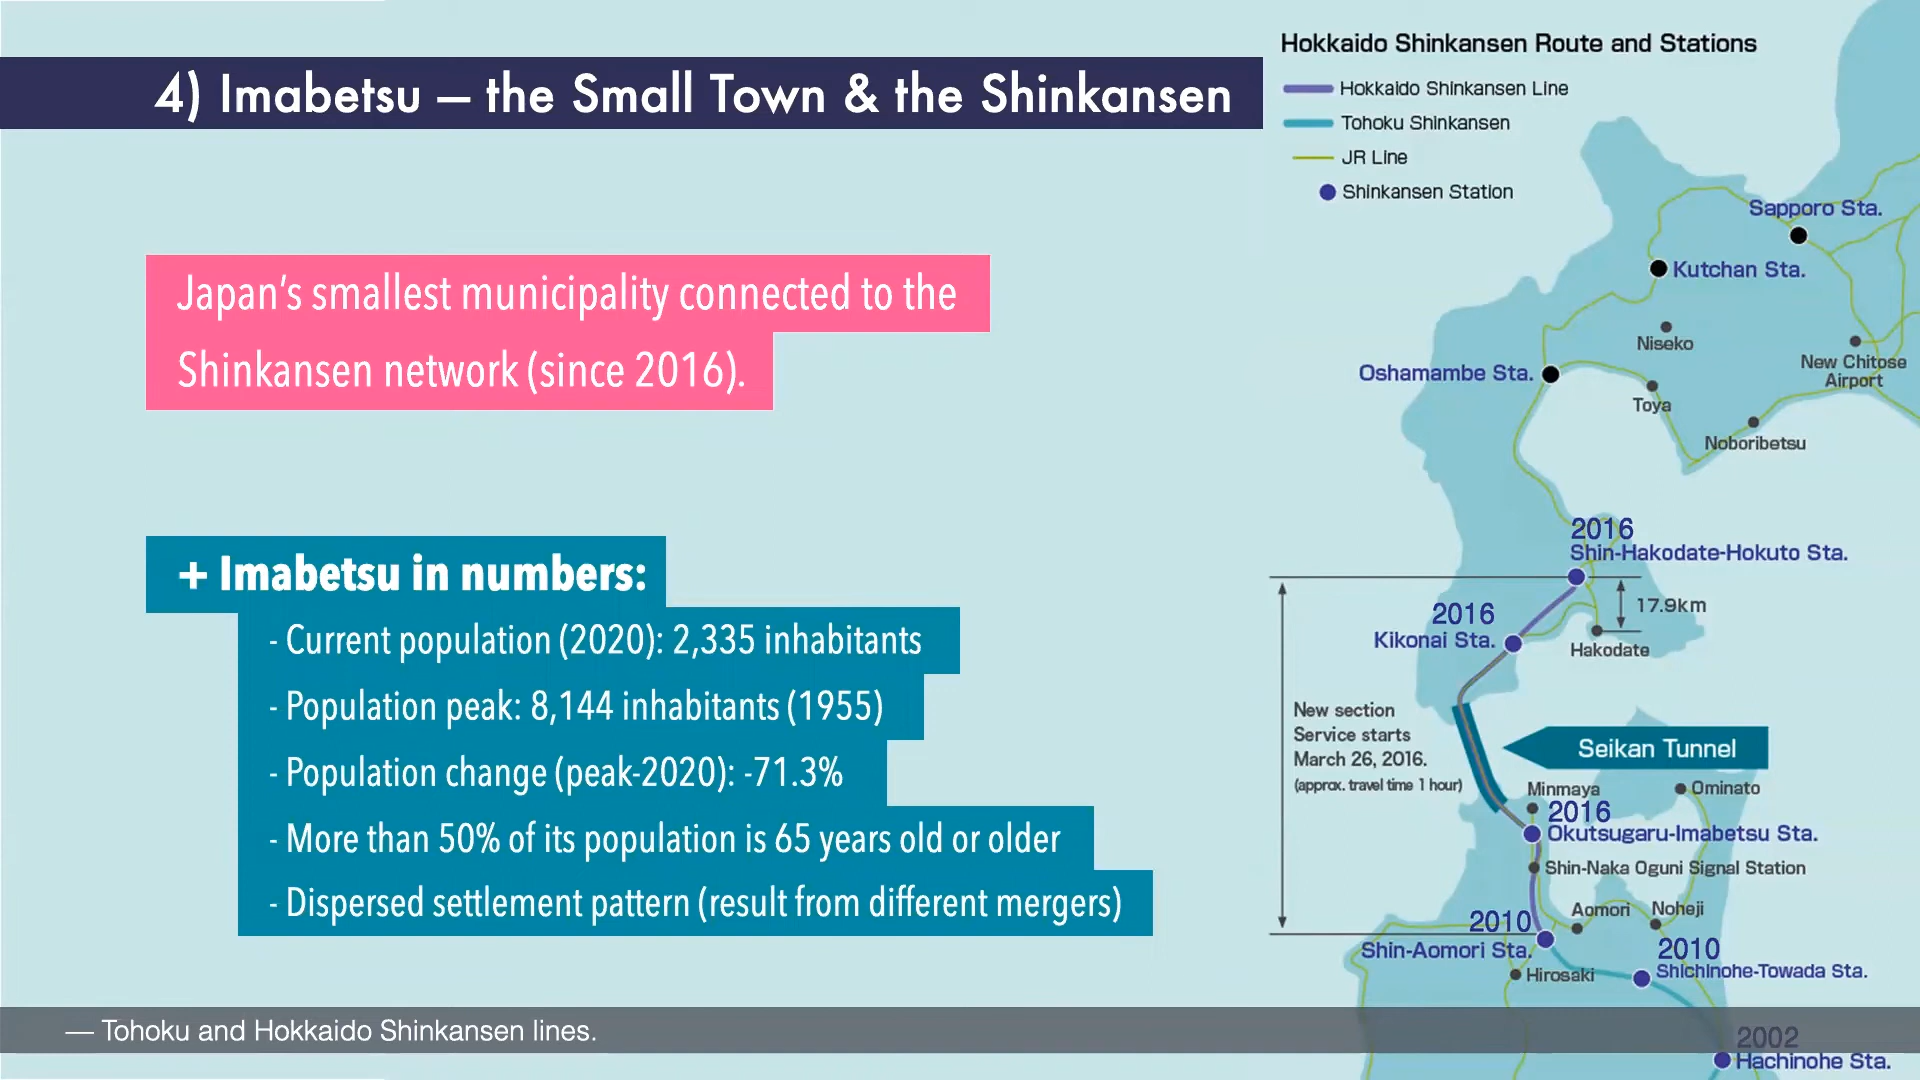 4) Imabetsu — the Small Town & the Shinkansen
Japan's smallest municipality connected to the
Shinkansen network (since 2016).
+ Imabetsu in numbers:
- Current population (2020): 2,335 inhabitants
- Population peak: 8,144 inhabitants (1955)
- Population change (peak-2020): -71.3%
- More than 50% of its population is 65 years old or older
- Dispersed settlement pattern (result from different mergers)
— Tohoku and Hokkaido Shinkansen lines.
Hokkaido Shinkansen Route and Stations
Hokkaido Shinkansen Line
Tohoku Shinkansen
JR Line
Shinkansen Station
Sapporo Sta.
Kutchan Sta.
Niseko
New Chitose
Airport
Oshamambe Sta.
Toya
Noboribetsu
2016
Shin-Hakodate-Hokuto Sta.
17.9km
2016
Kikonai Sta.
Hakodate
New section
Service starts
March 26, 2016.
(approx. travel time 1 hour)
Seikan Tunnel
Minmaya
Ominato
2016
Okutsugaru-Imabetsu Sta.
Shin-Naka Oguni Signal Station
Aomori
Noheji
2010
Shin-Aomori Sta.
2010
Shichinohe-Towada Sta.
Hirosaki
2002
Hachinohe Sta.